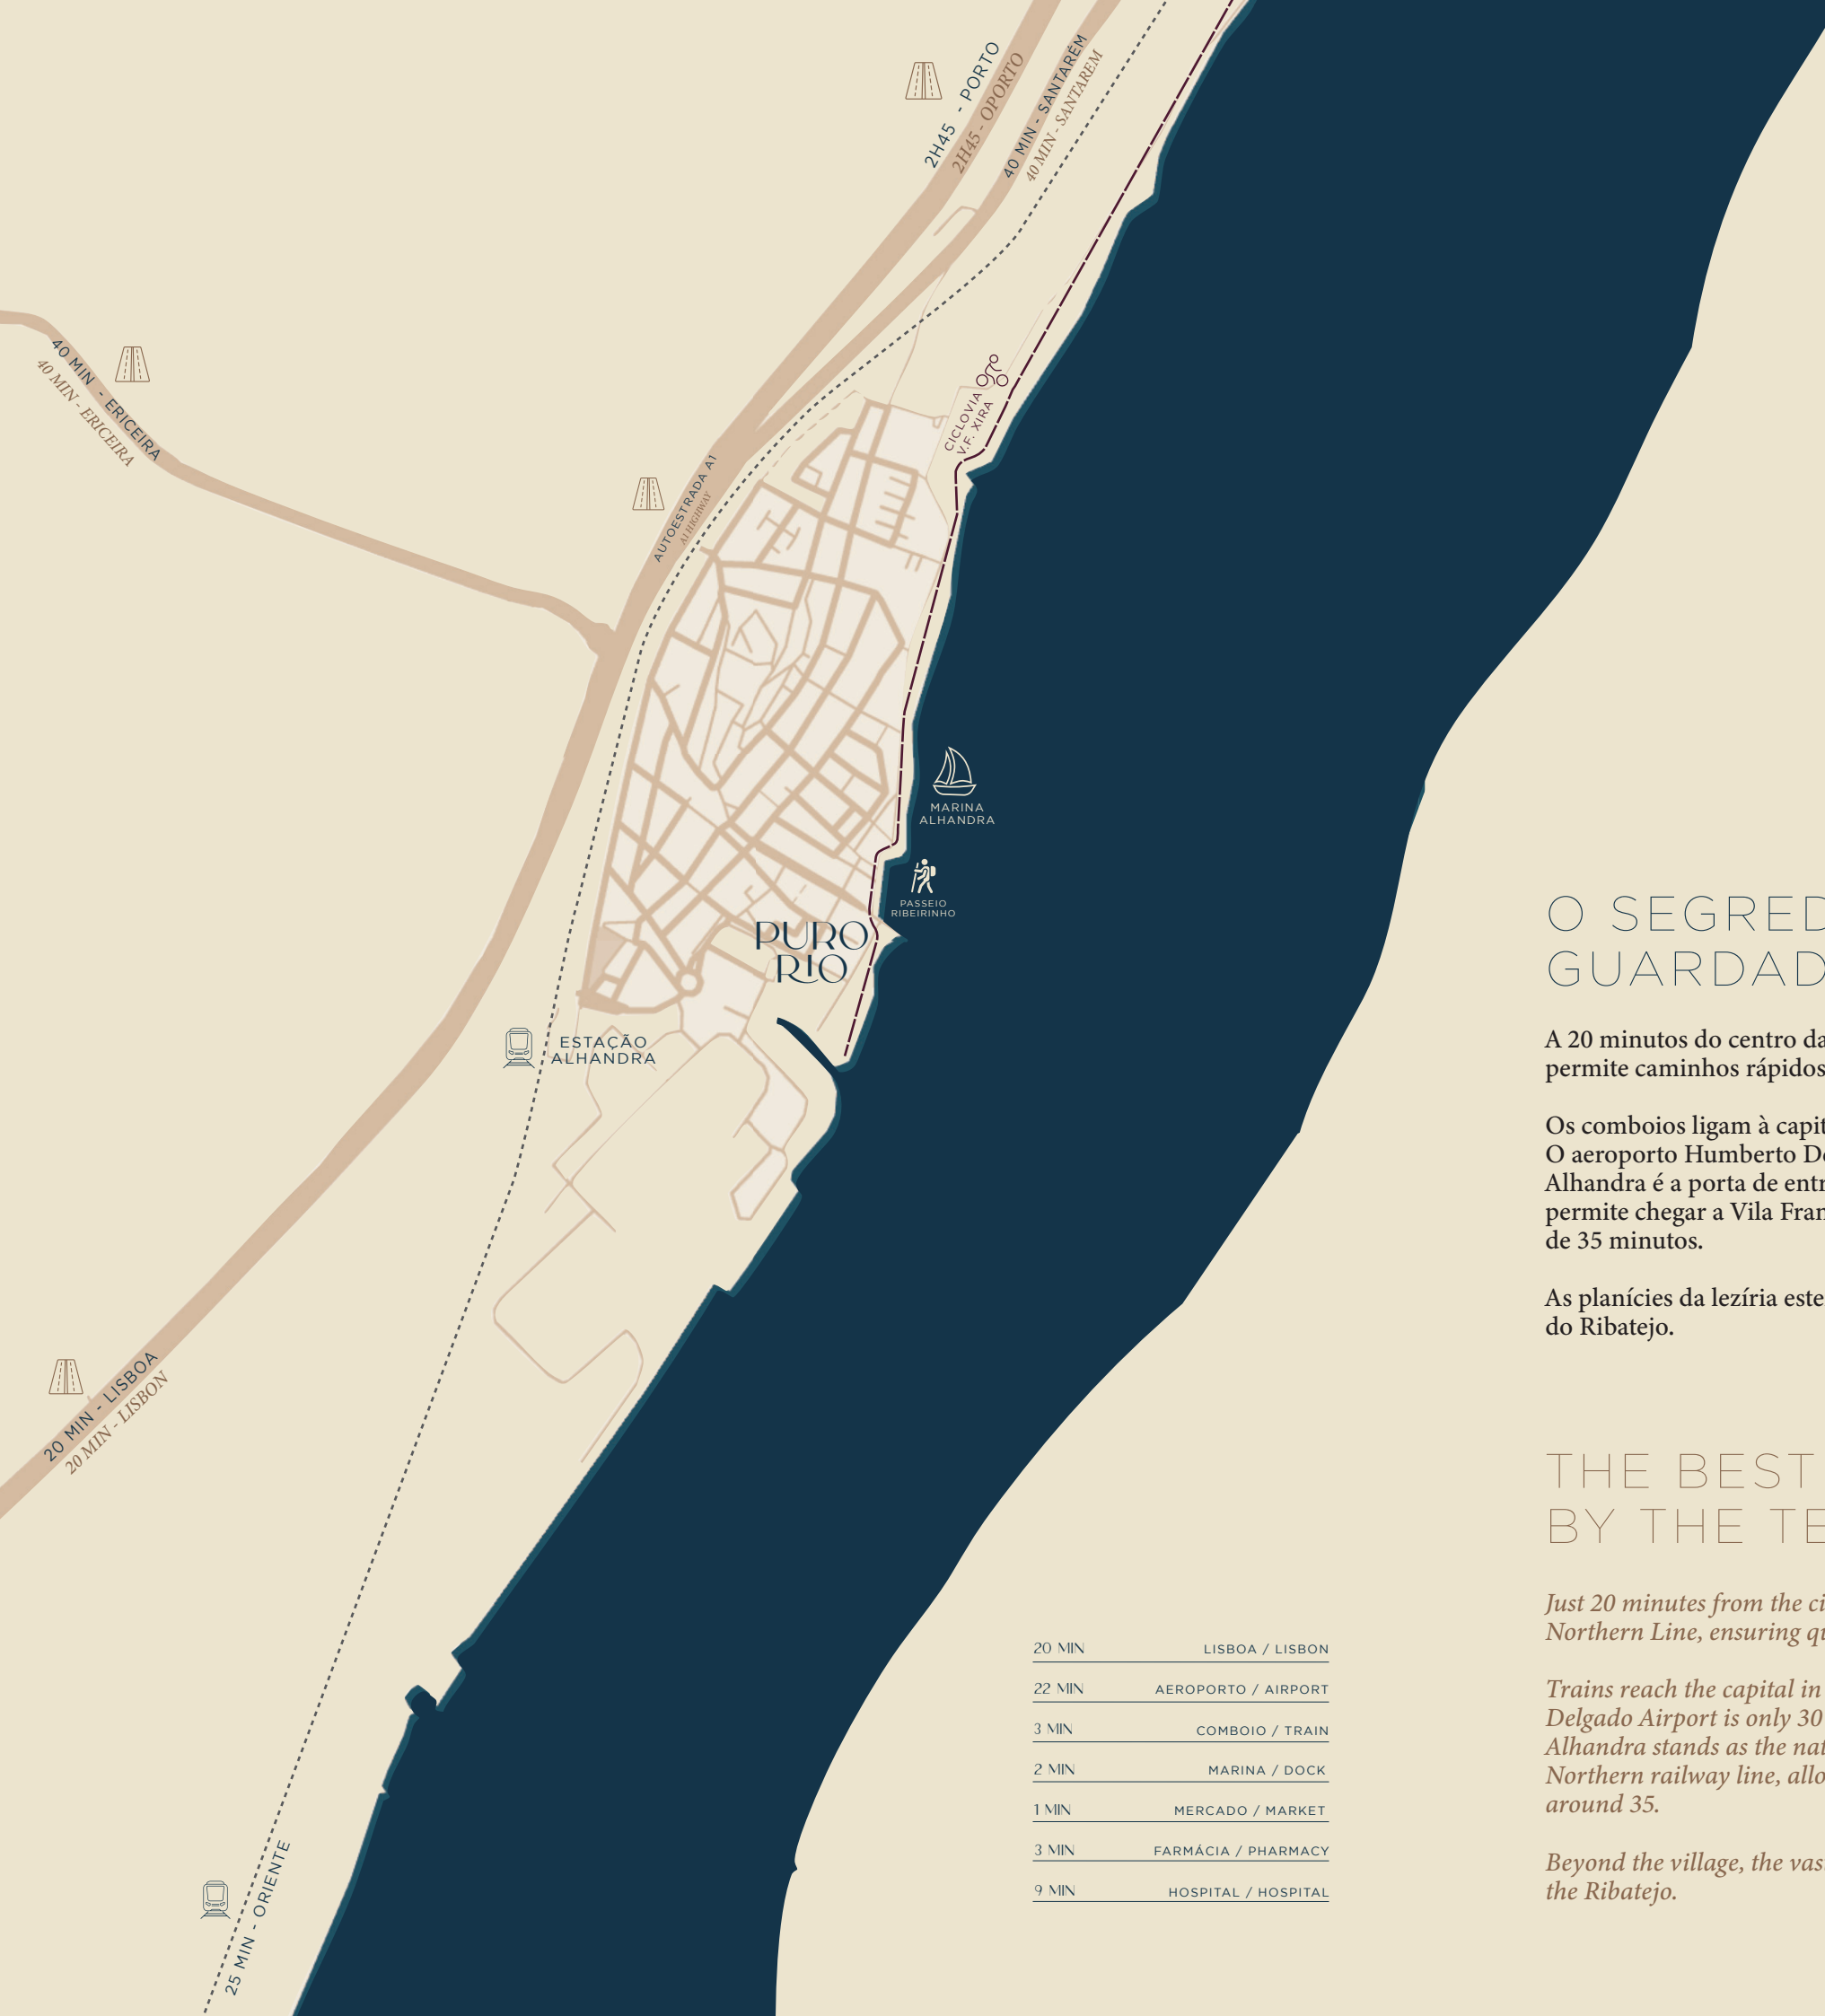 2H45 - PORTO
2H45 - OPORTO
40 MIN - SANTARÉM
40 MIN - SANTAREM
40 MIN - ERICEIRA
40 MIN - ERICEIRA
CICLOVIA
V.F. XIRA
AUTOESTRADA A1
A1 HIGHWAY
MARINA
ALHANDRA
PASSEIO
RIBEIRINHO
PURO
RIO
ESTAÇÃO
ALHANDRA
20 MIN - LISBOA
20 MIN - LISBON
25 MIN - ORIENTE
20 MIN LISBOA / LISBON
22 MIN AEROPORTO / AIRPORT
3 MIN COMBOIO / TRAIN
2 MIN MARINA / DOCK
1 MIN MERCADO / MARKET
3 MIN FARMÁCIA / PHARMACY
9 MIN HOSPITAL / HOSPITAL
O SEGRED
GUARDAD
A 20 minutos do centro da
permite caminhos rápidos
Os comboios ligam à capit
O aeroporto Humberto De
Alhandra é a porta de entr
permite chegar a Vila Fran
de 35 minutos.
As planícies da lezíria este
do Ribatejo.
THE BEST
BY THE TE
Just 20 minutes from the ci
Northern Line, ensuring qu
Trains reach the capital in
Delgado Airport is only 30
Alhandra stands as the nat
Northern railway line, allo
around 35.
Beyond the village, the vas
the Ribatejo.